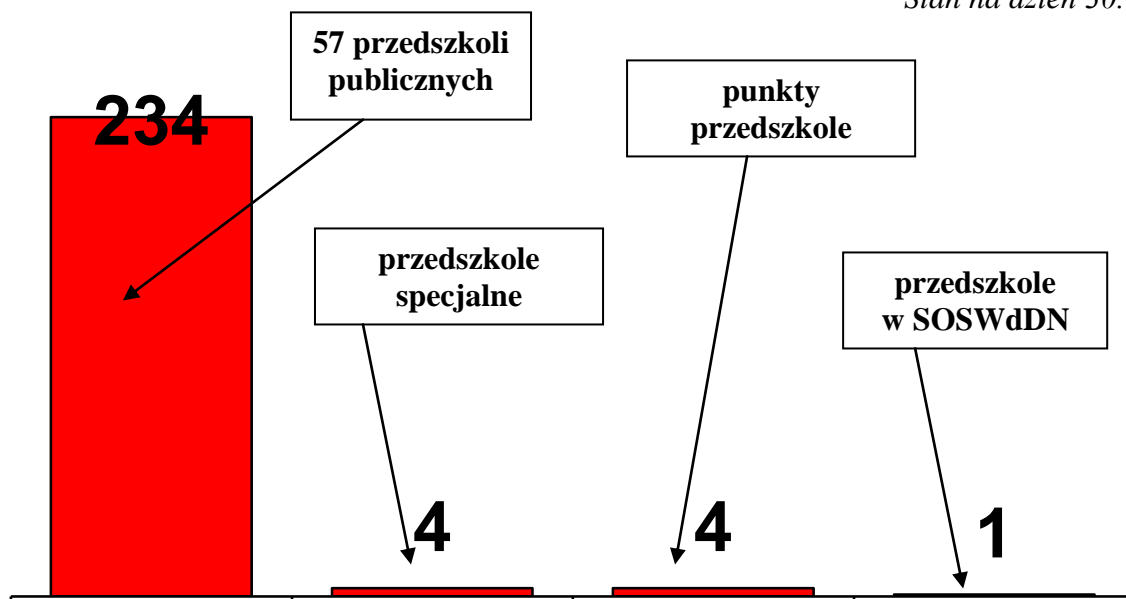 Stan na dzień 30.
57 przedszkoli
publicznych
234
punkty
przedszkole
przedszkole
specjalne
przedszkole
w SOSWdDN
4
4
1